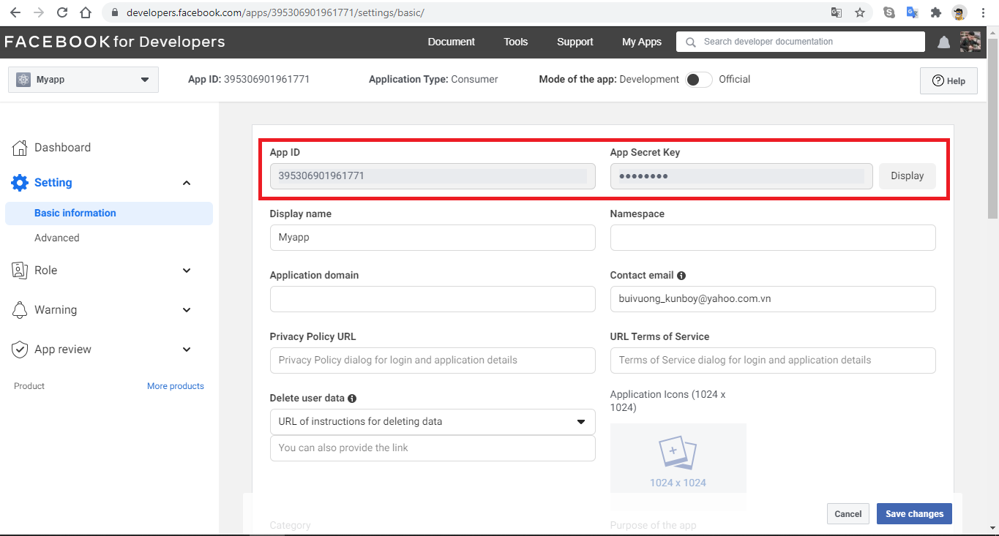 developers.facebook.com/apps/395306901961771/settings/basic/
FACEBOOK for Developers
Document
Tools
Support
My Apps
Search developer documentation
Myapp
App ID: 395306901961771
Application Type: Consumer
Mode of the app: Development
Official
Help
Dashboard
Setting
Basic information
Advanced
Role
Warning
App review
Product
More products
App ID
App Secret Key
395306901961771
••••••••
Display
Display name
Namespace
Myapp
Application domain
Contact email
buivuong_kunboy@yahoo.com.vn
Privacy Policy URL
URL Terms of Service
Privacy Policy dialog for login and application details
Terms of Service dialog for login and application details
Delete user data
Application Icons (1024 x
1024)
URL of instructions for deleting data
You can also provide the link
1024 x 1024
Cancel
Save changes
Category
Purpose of the app